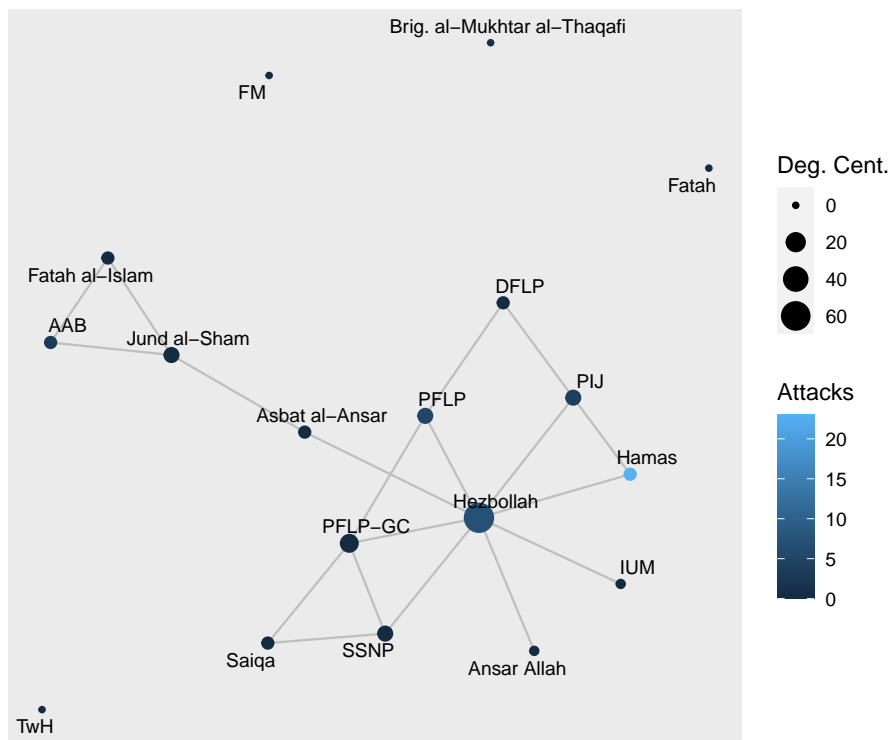 Brig. al−Mukhtar al−Thaqafi
FM
Fatah
Fatah al−Islam
DFLP
AAB
Jund al−Sham
PIJ
PFLP
Asbat al−Ansar
Hamas
Hezbollah
PFLP−GC
IUM
SSNP
Saiqa
Ansar Allah
TwH
Deg. Cent.
0
20
40
60
Attacks
20
15
10
5
0